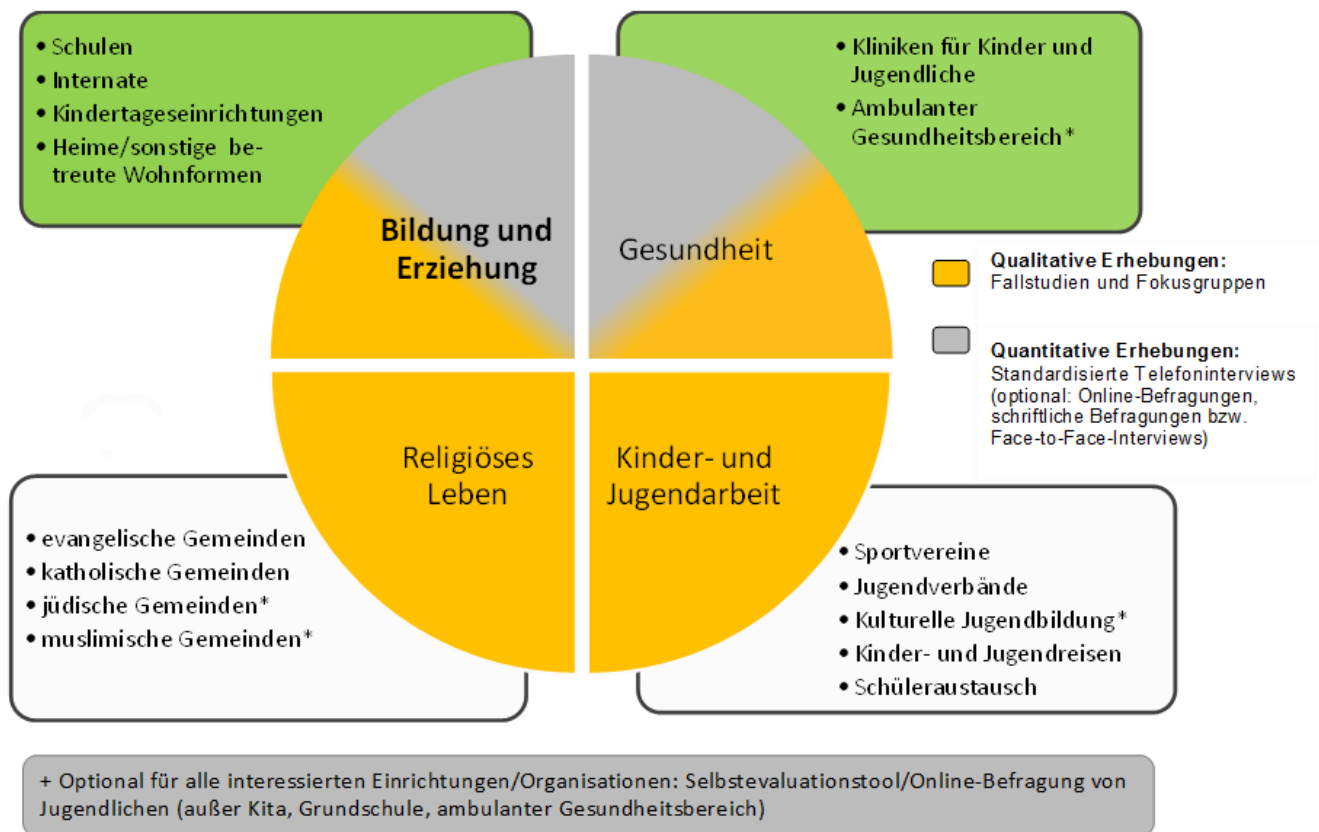 • Schulen
• Internate
• Kindertageseinrichtungen
• Heime/sonstige be-
treute Wohnformen
• Kliniken für Kinder und
Jugendliche
• Ambulanter
Gesundheitsbereich*
Bildung und
Erziehung
Gesundheit
Qualitative Erhebungen:
Fallstudien und Fokusgruppen
Quantitative Erhebungen:
Standardisierte Telefoninterviews
(optional: Online-Befragungen,
schriftliche Befragungen bzw.
Face-to-Face-Interviews)
Religiöses
Leben
Kinder- und
Jugendarbeit
• evangelische Gemeinden
• katholische Gemeinden
• jüdische Gemeinden*
• muslimische Gemeinden*
• Sportvereine
• Jugendverbände
• Kulturelle Jugendbildung*
• Kinder- und Jugendreisen
• Schüleraustausch
+ Optional für alle interessierten Einrichtungen/Organisationen: Selbstevaluationstool/Online-Befragung von
Jugendlichen (außer Kita, Grundschule, ambulanter Gesundheitsbereich)